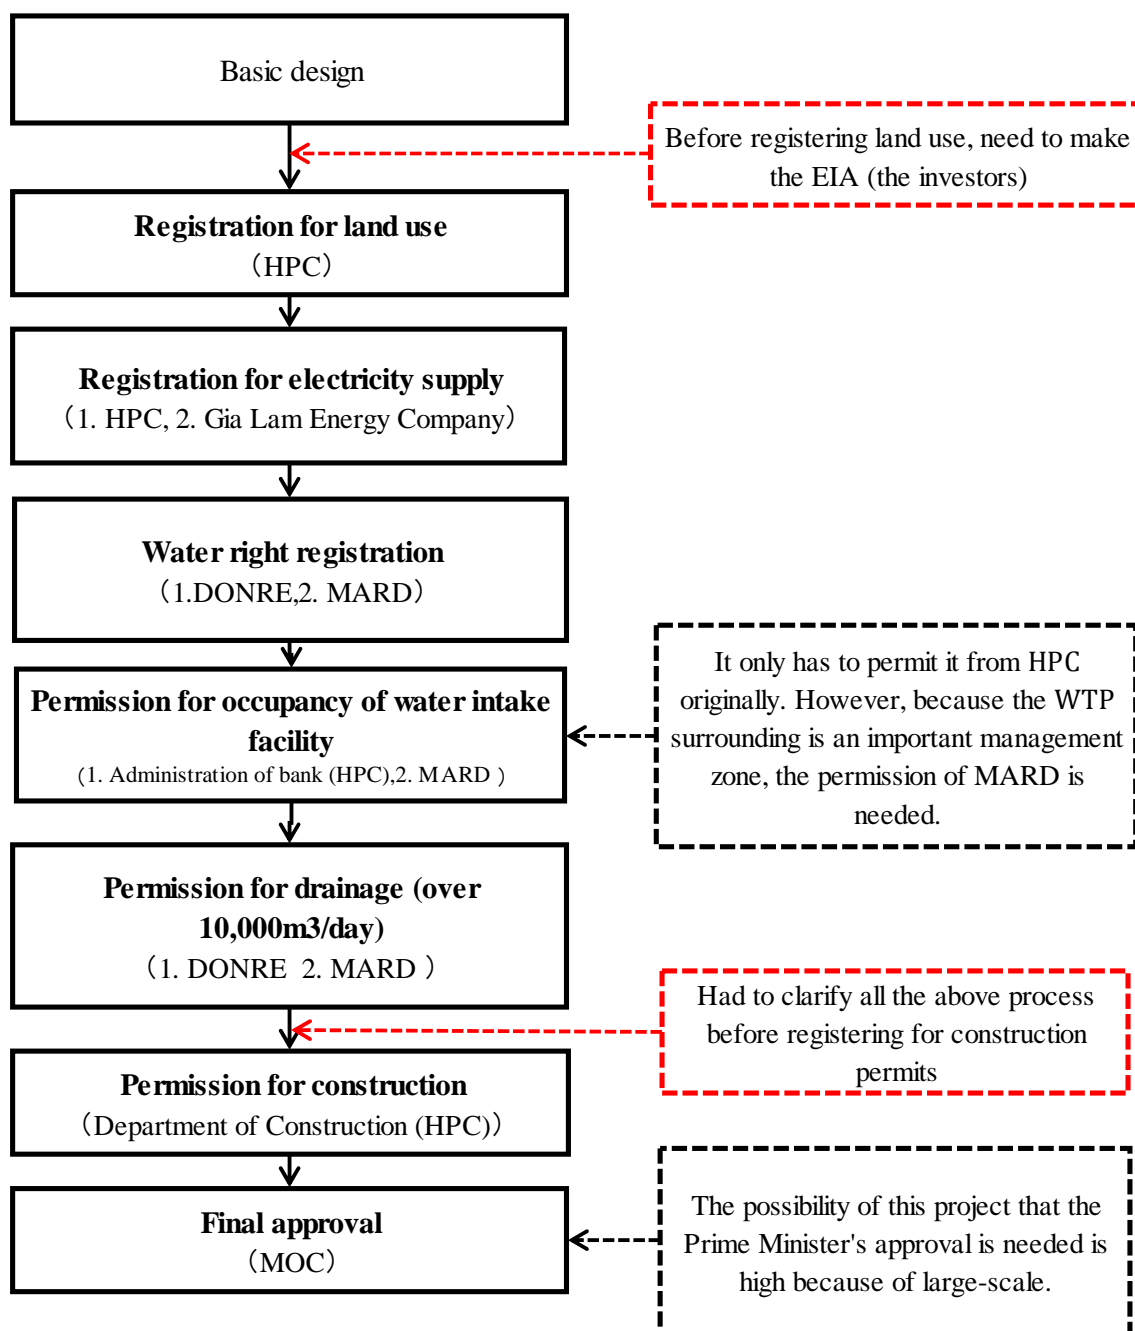 Basic design
Before registering land use, need to make
the EIA (the investors)
Registration for land use
（HPC）
Registration for electricity supply
（1. HPC, 2. Gia Lam Energy Company）
Water right registration
（1.DONRE,2. MARD）
Permission for occupancy of water intake
facility
（1. Administration of bank (HPC),2. MARD ）
It only has to permit it from HPC
originally. However, because the WTP
surrounding is an important management
zone, the permission of MARD is
needed.
Permission for drainage (over
10,000m3/day)
（1. DONRE  2. MARD ）
Had to clarify all the above process
before registering for construction
permits
Permission for construction
（Department of Construction (HPC)）
Final approval
（MOC）
The possibility of this project that the
Prime Minister's approval is needed is
high because of large-scale.